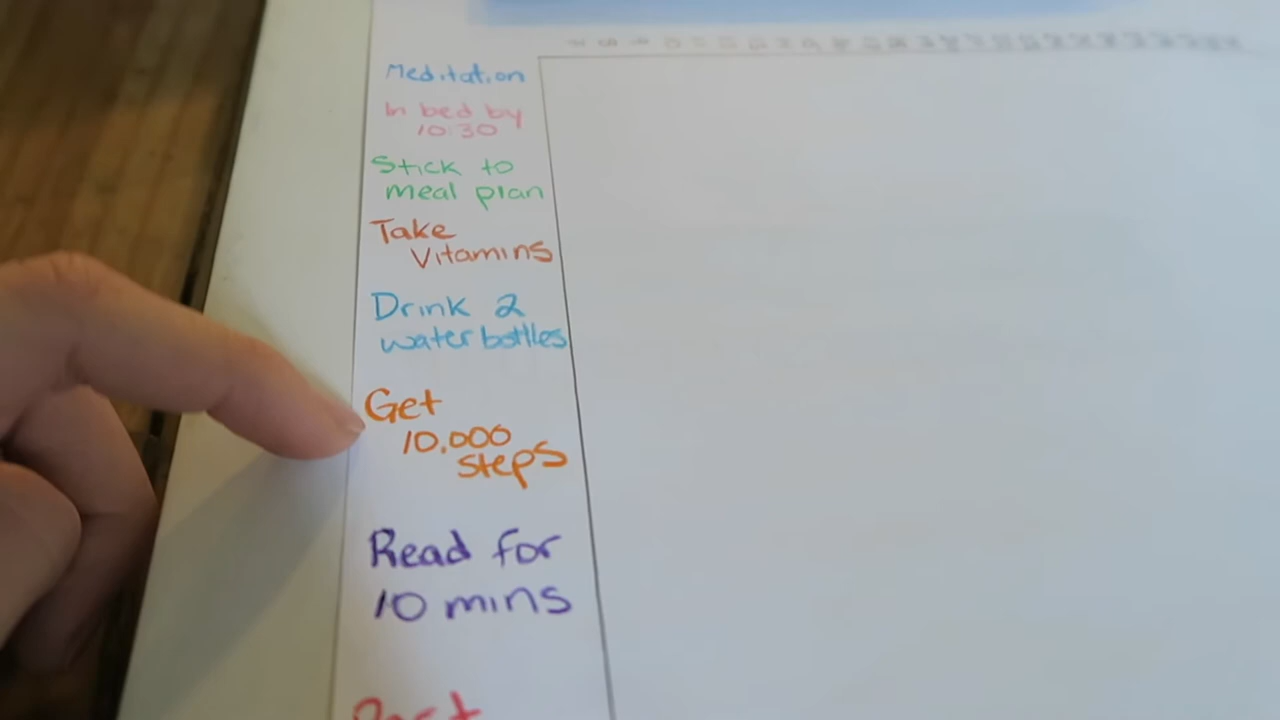 Meditation
In bed by
10:30
Stick to
meal plan
Take
Vitamins
Drink 2
water bottles
Get
10,000
steps
Read for
10 mins